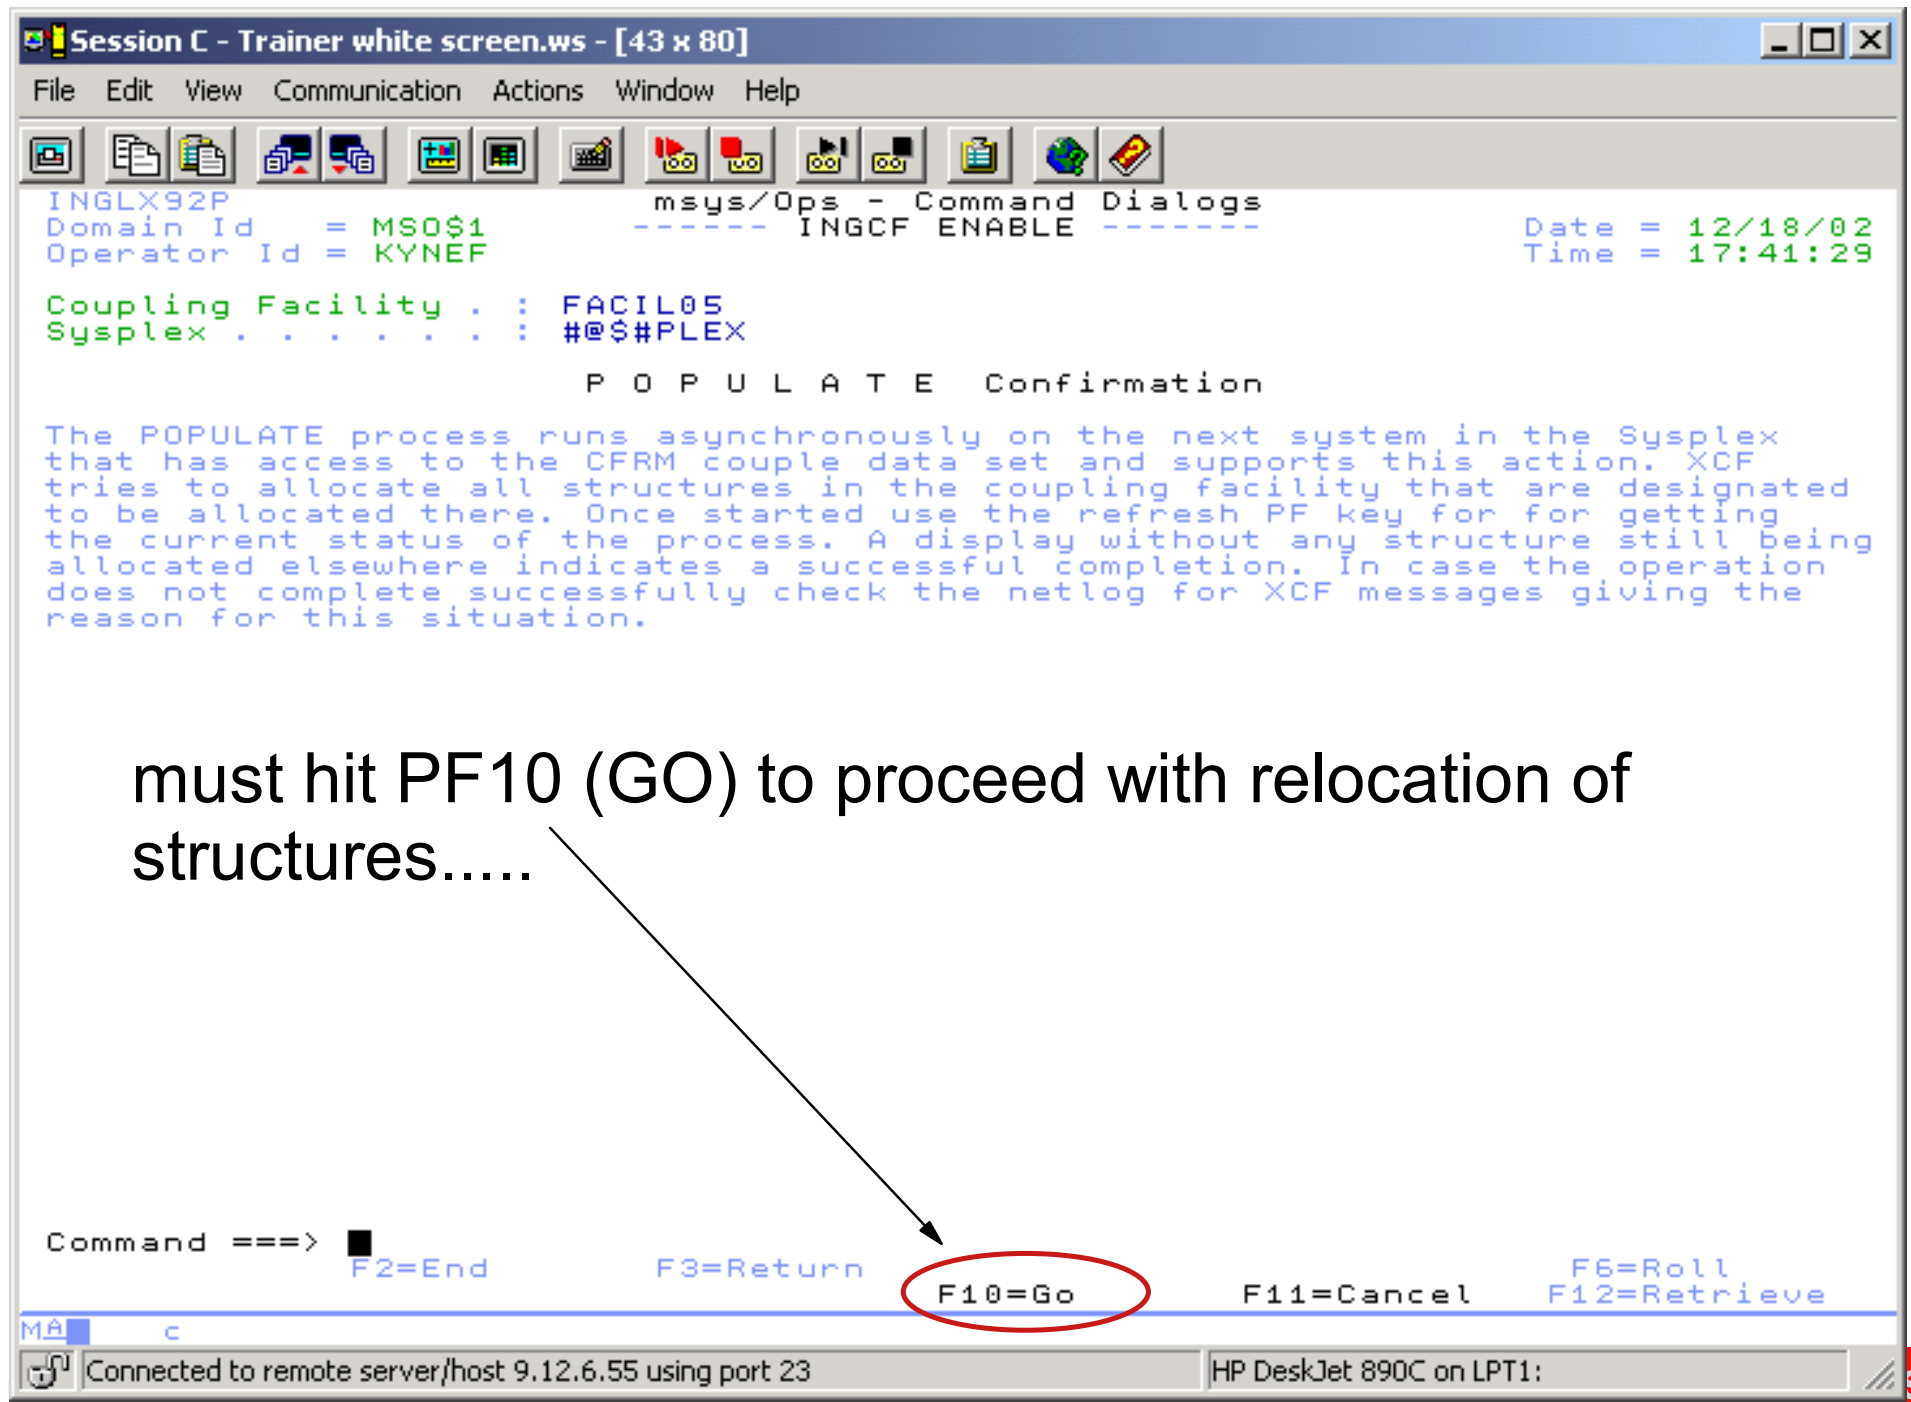 Session C - Trainer white screen.ws - [43 x 80]
File Edit View Communication Actions Window Help
INGLX92P msys/Ops - Command Dialogs
Domain Id = MSO$1 ------ INGCF ENABLE ------- Date = 12/18/02
Operator Id = KYNEF Time = 17:41:29
Coupling Facility . : FACIL05
Sysplex . . . . . . : #@$#PLEX
P O P U L A T E Confirmation
The POPULATE process runs asynchronously on the next system in the Sysplex
that has access to the CFRM couple data set and supports this action. XCF
tries to allocate all structures in the coupling facility that are designated
to be allocated there. Once started use the refresh PF key for for getting
the current status of the process. A display without any structure still being
allocated elsewhere indicates a successful completion. In case the operation
does not complete successfully check the netlog for XCF messages giving the
reason for this situation.
must hit PF10 (GO) to proceed with relocation of
structures.....
Command ===>
F2=End F3=Return F6=Roll
F10=Go F11=Cancel F12=Retrieve
MA c
Connected to remote server/host 9.12.6.55 using port 23 HP DeskJet 890C on LPT1: